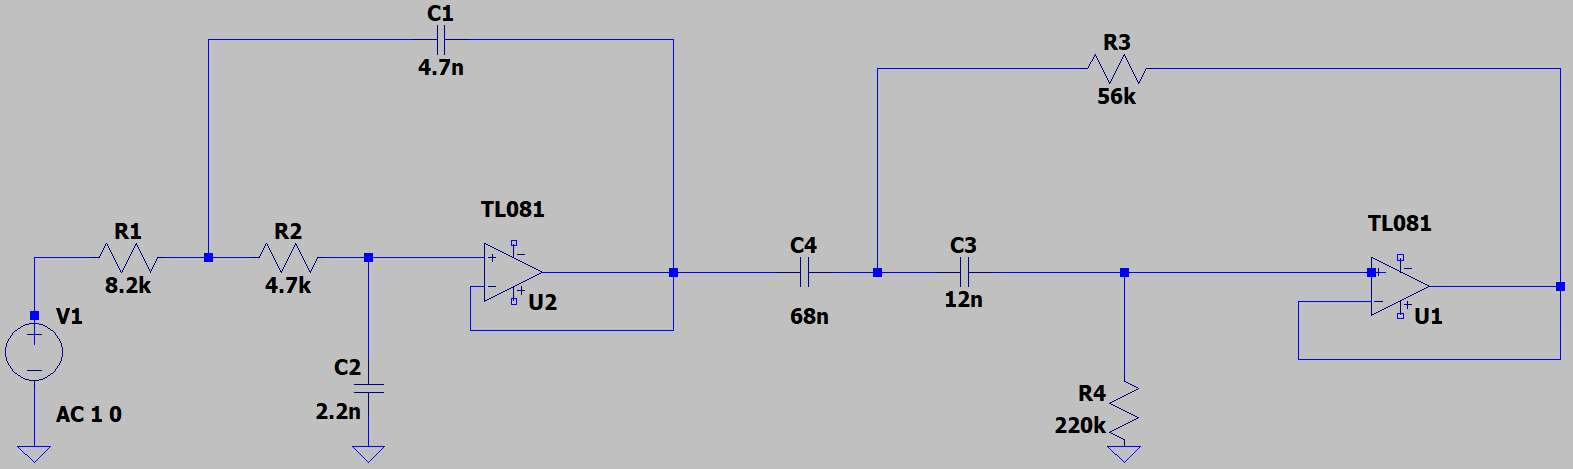 C1
4.7n
R3
56k
TL081
TL081
R1
R2
8.2k
4.7k
C4
C3
68n
12n
U2
U1
V1
C2
2.2n
AC 1 0
R4
220k